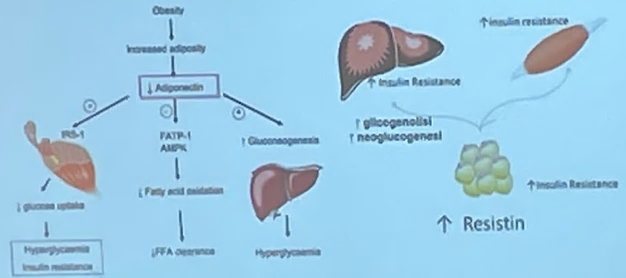 Obesity
Increased adiposity
↓ Adiponectin
IRS-1
FATP-1
AMPK
↑ Gluconeogenesis
↓ glucose uptake
↓ Fatty acid oxidation
Hyperglycaemia
Insulin resistance
↓FFA clearance
Hyperglycaemia
↑ insulin resistance
↑ Insulin Resistance
↑ glicogenolisi
↑ neoglucogenesi
↑Insulin Resistance
↑ Resistin